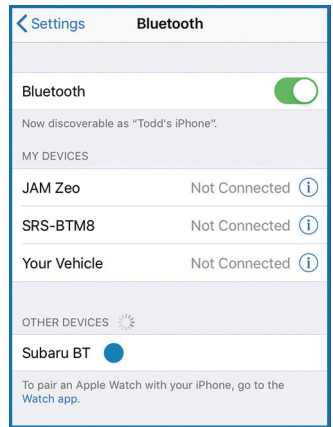 Settings Bluetooth
Bluetooth
Now discoverable as “Todd's iPhone”.
MY DEVICES
JAM Zeo Not Connected i
SRS-BTM8 Not Connected i
Your Vehicle Not Connected i
OTHER DEVICES
Subaru BT
To pair an Apple Watch with your iPhone, go to the
Watch app.